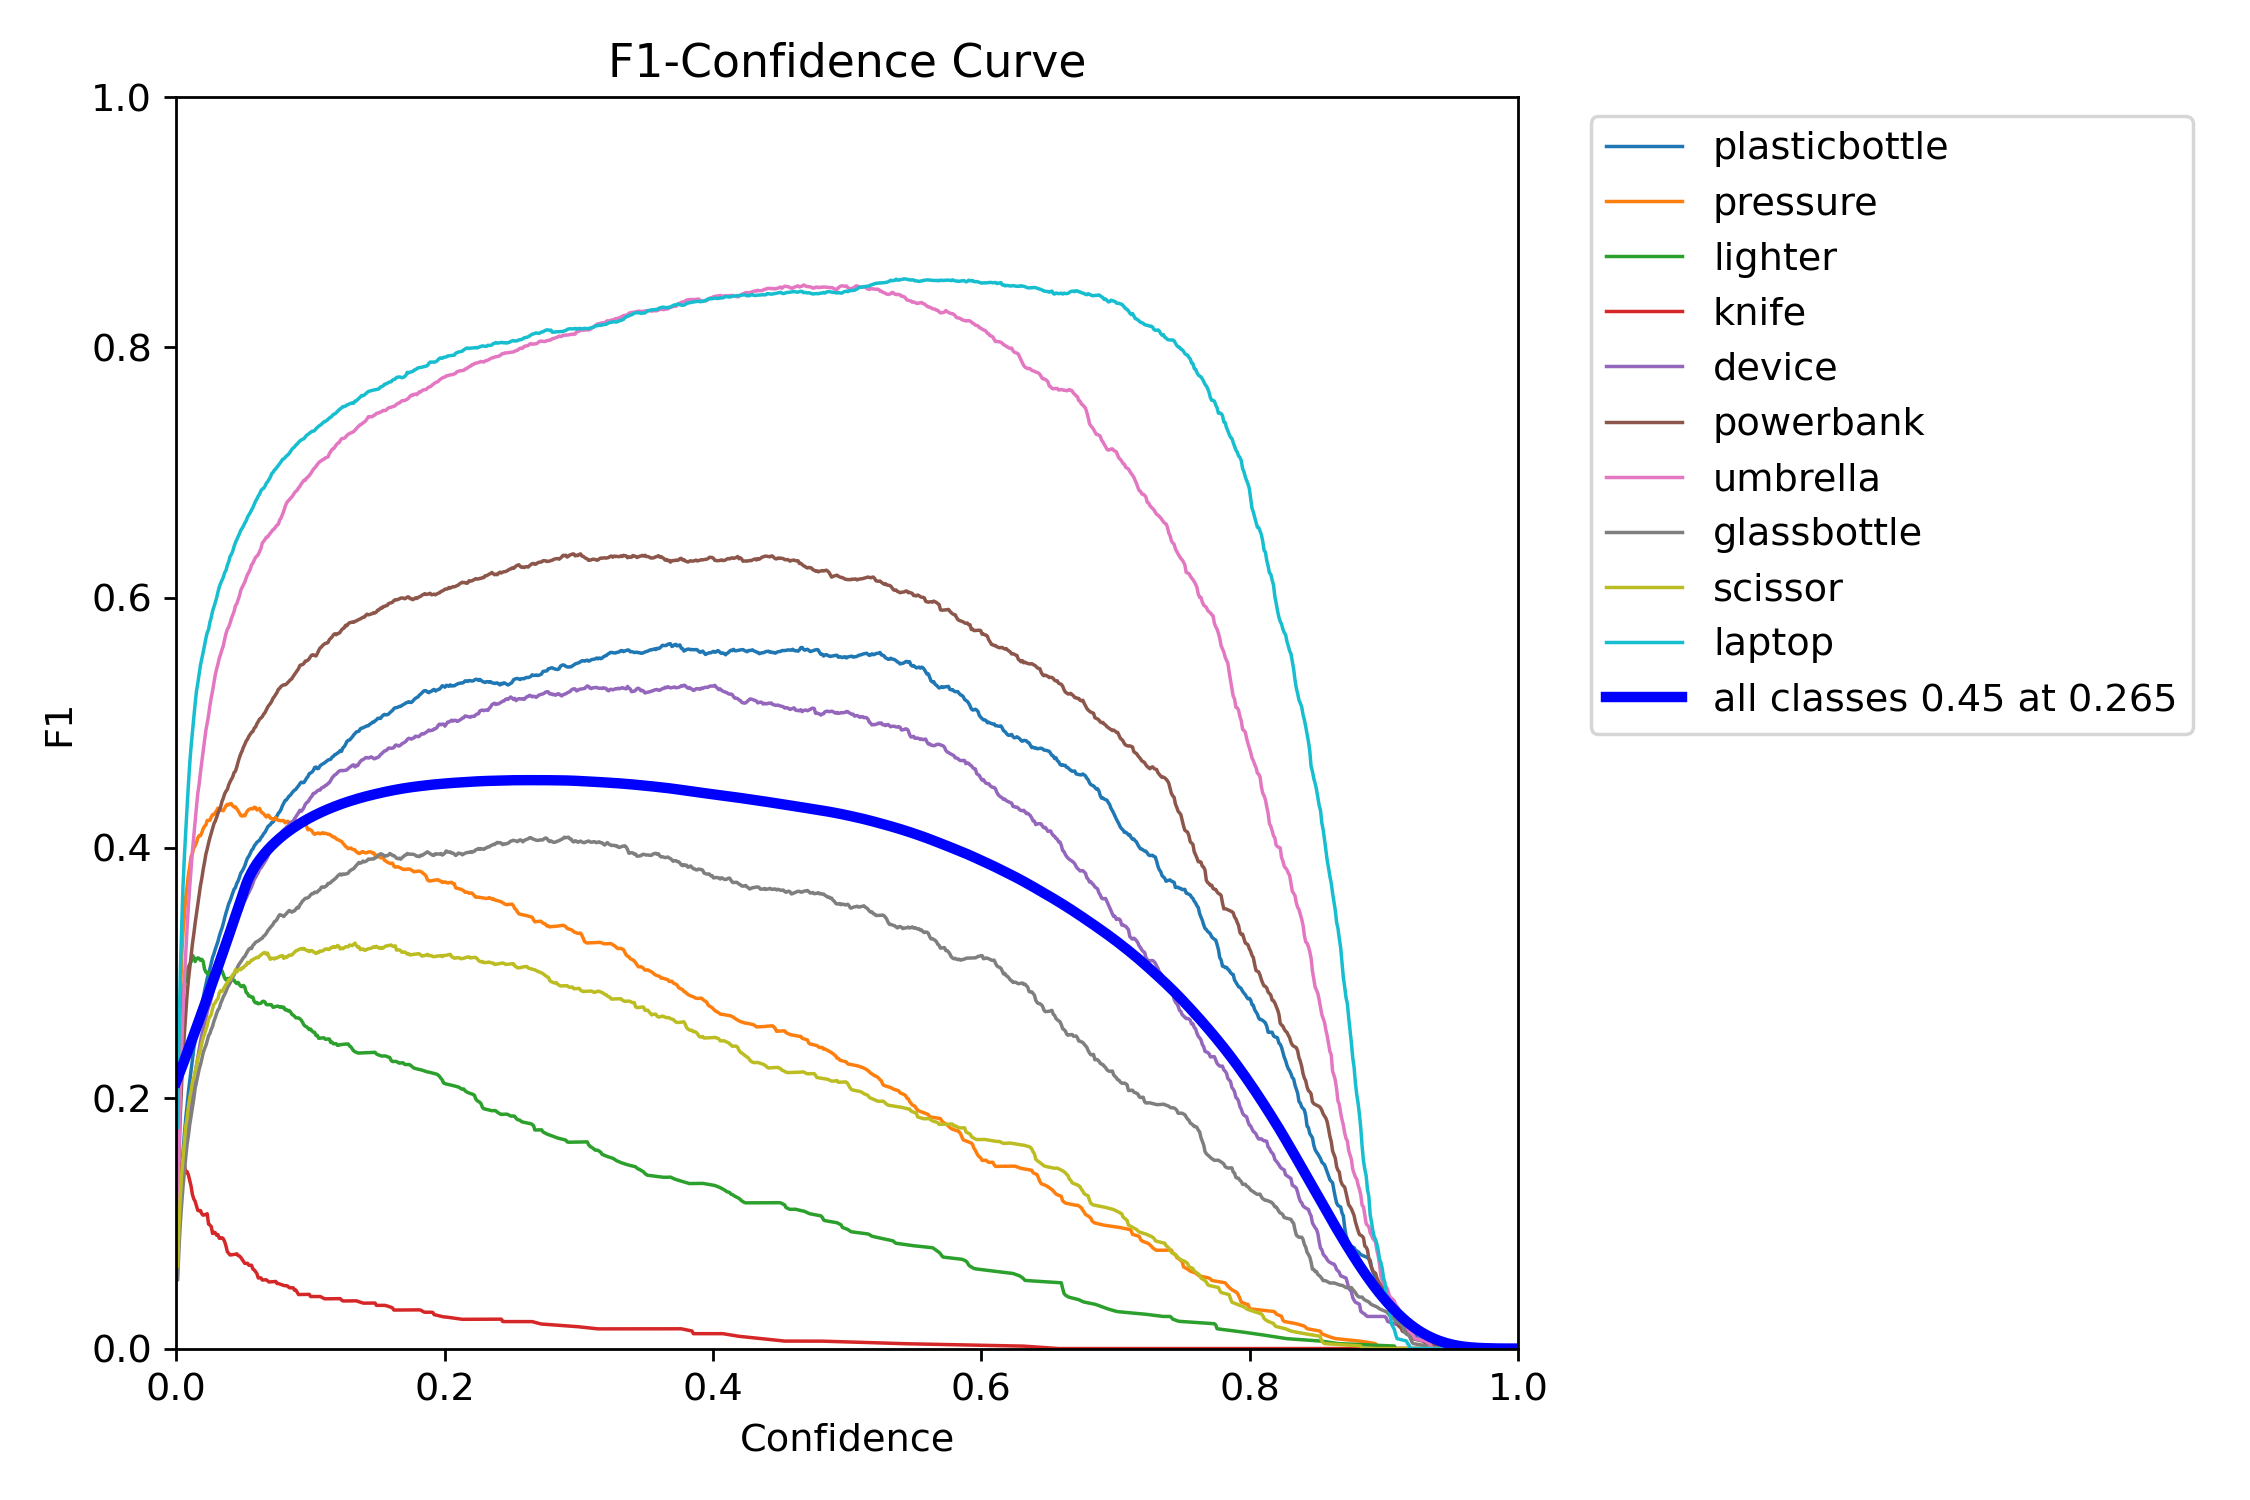 F1-Confidence Curve
1.0
0.8
0.6
0.4
0.2
0.0
F1
0.0 0.2 0.4 0.6 0.8 1.0
Confidence
plasticbottle
pressure
lighter
knife
device
powerbank
umbrella
glassbottle
scissor
laptop
all classes 0.45 at 0.265